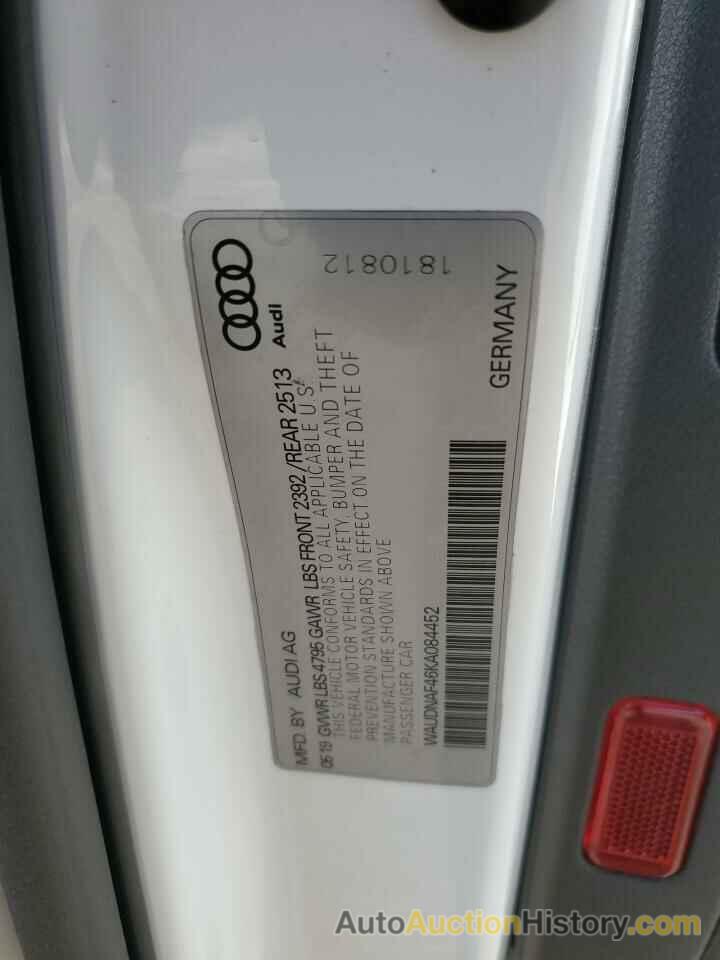 Audi
1810812
MFD. BY AUDI AG
05 19 GVWR LBS 4795 GAWR LBS FRONT 2392/REAR 2513
THIS VEHICLE CONFORMS TO ALL APPLICABLE U.S.
FEDERAL MOTOR VEHICLE SAFETY, BUMPER AND THEFT
PREVENTION STANDARDS IN EFFECT ON THE DATE OF
MANUFACTURE SHOWN ABOVE
PASSENGER CAR
WAUDNAF46KA084452
GERMANY
AutoAuctionHistory.com